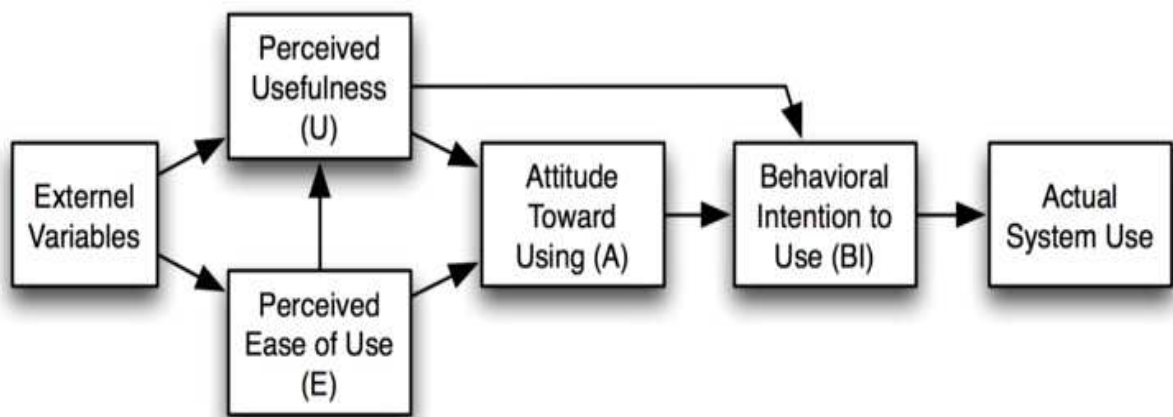 Perceived
Usefulness
(U)
Externel
Variables
Perceived
Ease of Use
(E)
Attitude
Toward
Using (A)
Behavioral
Intention to
Use (BI)
Actual
System Use